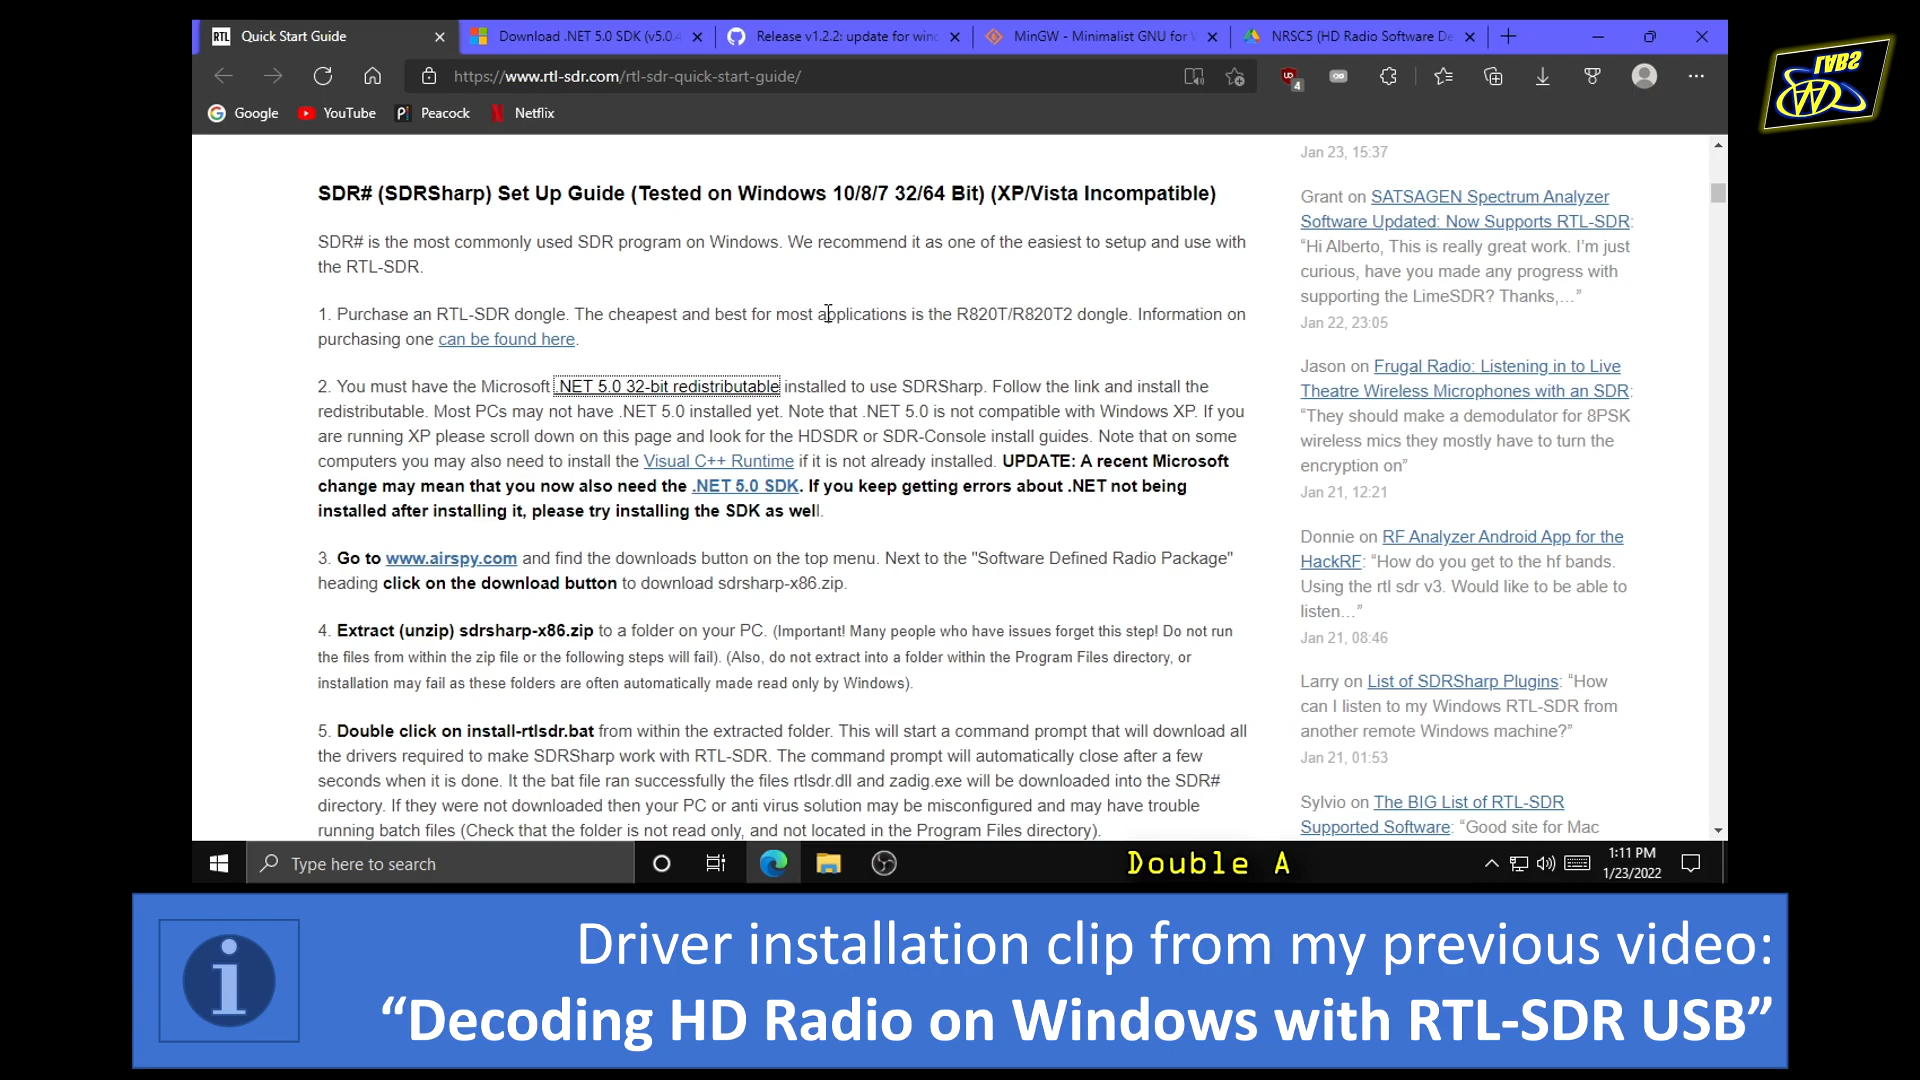 RTL Quick Start Guide
Download .NET 5.0 SDK (v5.0.4
Release v1.2.2: update for winc
MinGW - Minimalist GNU for
NRSC5 (HD Radio Software De
https://www.rtl-sdr.com/rtl-sdr-quick-start-guide/
4
Google YouTube Peacock Netflix
LABS
SDR# (SDRSharp) Set Up Guide (Tested on Windows 10/8/7 32/64 Bit) (XP/Vista Incompatible)
SDR# is the most commonly used SDR program on Windows. We recommend it as one of the easiest to setup and use with
the RTL-SDR.
1. Purchase an RTL-SDR dongle. The cheapest and best for most applications is the R820T/R820T2 dongle. Information on
purchasing one can be found here.
2. You must have the Microsoft .NET 5.0 32-bit redistributable installed to use SDRSharp. Follow the link and install the
redistributable. Most PCs may not have .NET 5.0 installed yet. Note that .NET 5.0 is not compatible with Windows XP. If you
are running XP please scroll down on this page and look for the HDSDR or SDR-Console install guides. Note that on some
computers you may also need to install the Visual C++ Runtime if it is not already installed. UPDATE: A recent Microsoft
change may mean that you now also need the .NET 5.0 SDK. If you keep getting errors about .NET not being
installed after installing it, please try installing the SDK as well.
3. Go to www.airspy.com and find the downloads button on the top menu. Next to the "Software Defined Radio Package"
heading click on the download button to download sdrsharp-x86.zip.
4. Extract (unzip) sdrsharp-x86.zip to a folder on your PC. (Important! Many people who have issues forget this step! Do not run
the files from within the zip file or the following steps will fail). (Also, do not extract into a folder within the Program Files directory, or
installation may fail as these folders are often automatically made read only by Windows).
5. Double click on install-rtlsdr.bat from within the extracted folder. This will start a command prompt that will download all
the drivers required to make SDRSharp work with RTL-SDR. The command prompt will automatically close after a few
seconds when it is done. It the bat file ran successfully the files rtlsdr.dll and zadig.exe will be downloaded into the SDR#
directory. If they were not downloaded then your PC or anti virus solution may be misconfigured and may have trouble
running batch files (Check that the folder is not read only, and not located in the Program Files directory).
Jan 23, 15:37
Grant on SATSAGEN Spectrum Analyzer
Software Updated: Now Supports RTL-SDR:
“Hi Alberto, This is really great work. I’m just
curious, have you made any progress with
supporting the LimeSDR? Thanks,…”
Jan 22, 23:05
Jason on Frugal Radio: Listening in to Live
Theatre Wireless Microphones with an SDR:
“They should make a demodulator for 8PSK
wireless mics they mostly have to turn the
encryption on”
Jan 21, 12:21
Donnie on RF Analyzer Android App for the
HackRF: “How do you get to the hf bands.
Using the rtl sdr v3. Would like to be able to
listen…”
Jan 21, 08:46
Larry on List of SDRSharp Plugins: “How
can I listen to my Windows RTL-SDR from
another remote Windows machine?”
Jan 21, 01:53
Sylvio on The BIG List of RTL-SDR
Supported Software: “Good site for Mac
Type here to search
Double A
1:11 PM
1/23/2022
Driver installation clip from my previous video:
“Decoding HD Radio on Windows with RTL-SDR USB”